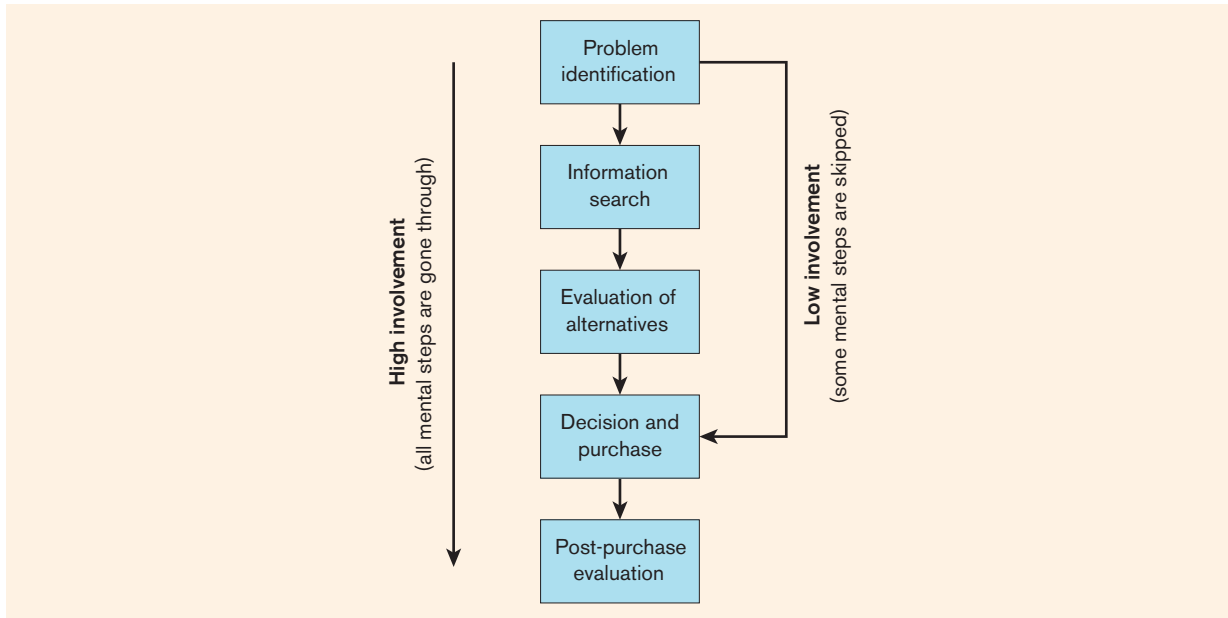 Problem
identification
Information
search
Evaluation of
alternatives
Decision and
purchase
Post-purchase
evaluation
High involvement
(all mental steps are gone through)
Low involvement
(some mental steps are skipped)